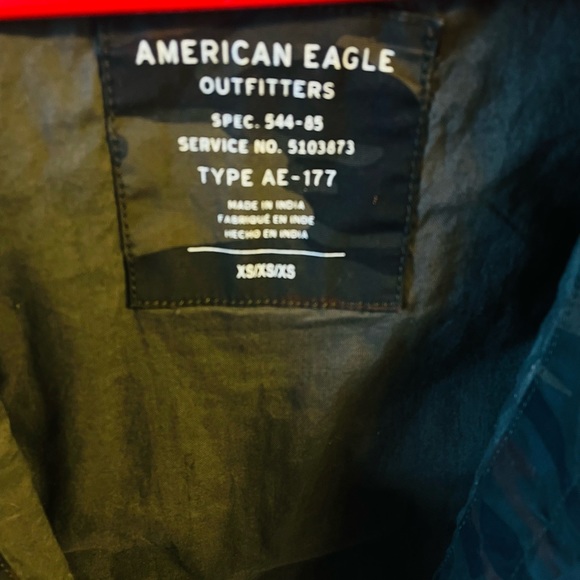 AMERICAN EAGLE
OUTFITTERS
SPEC. 544-85
SERVICE NO. 5103873
TYPE AE-177
MADE IN INDIA
FABRIQUÉ EN INDE
HECHO EN INDIA
XS/XS/XS